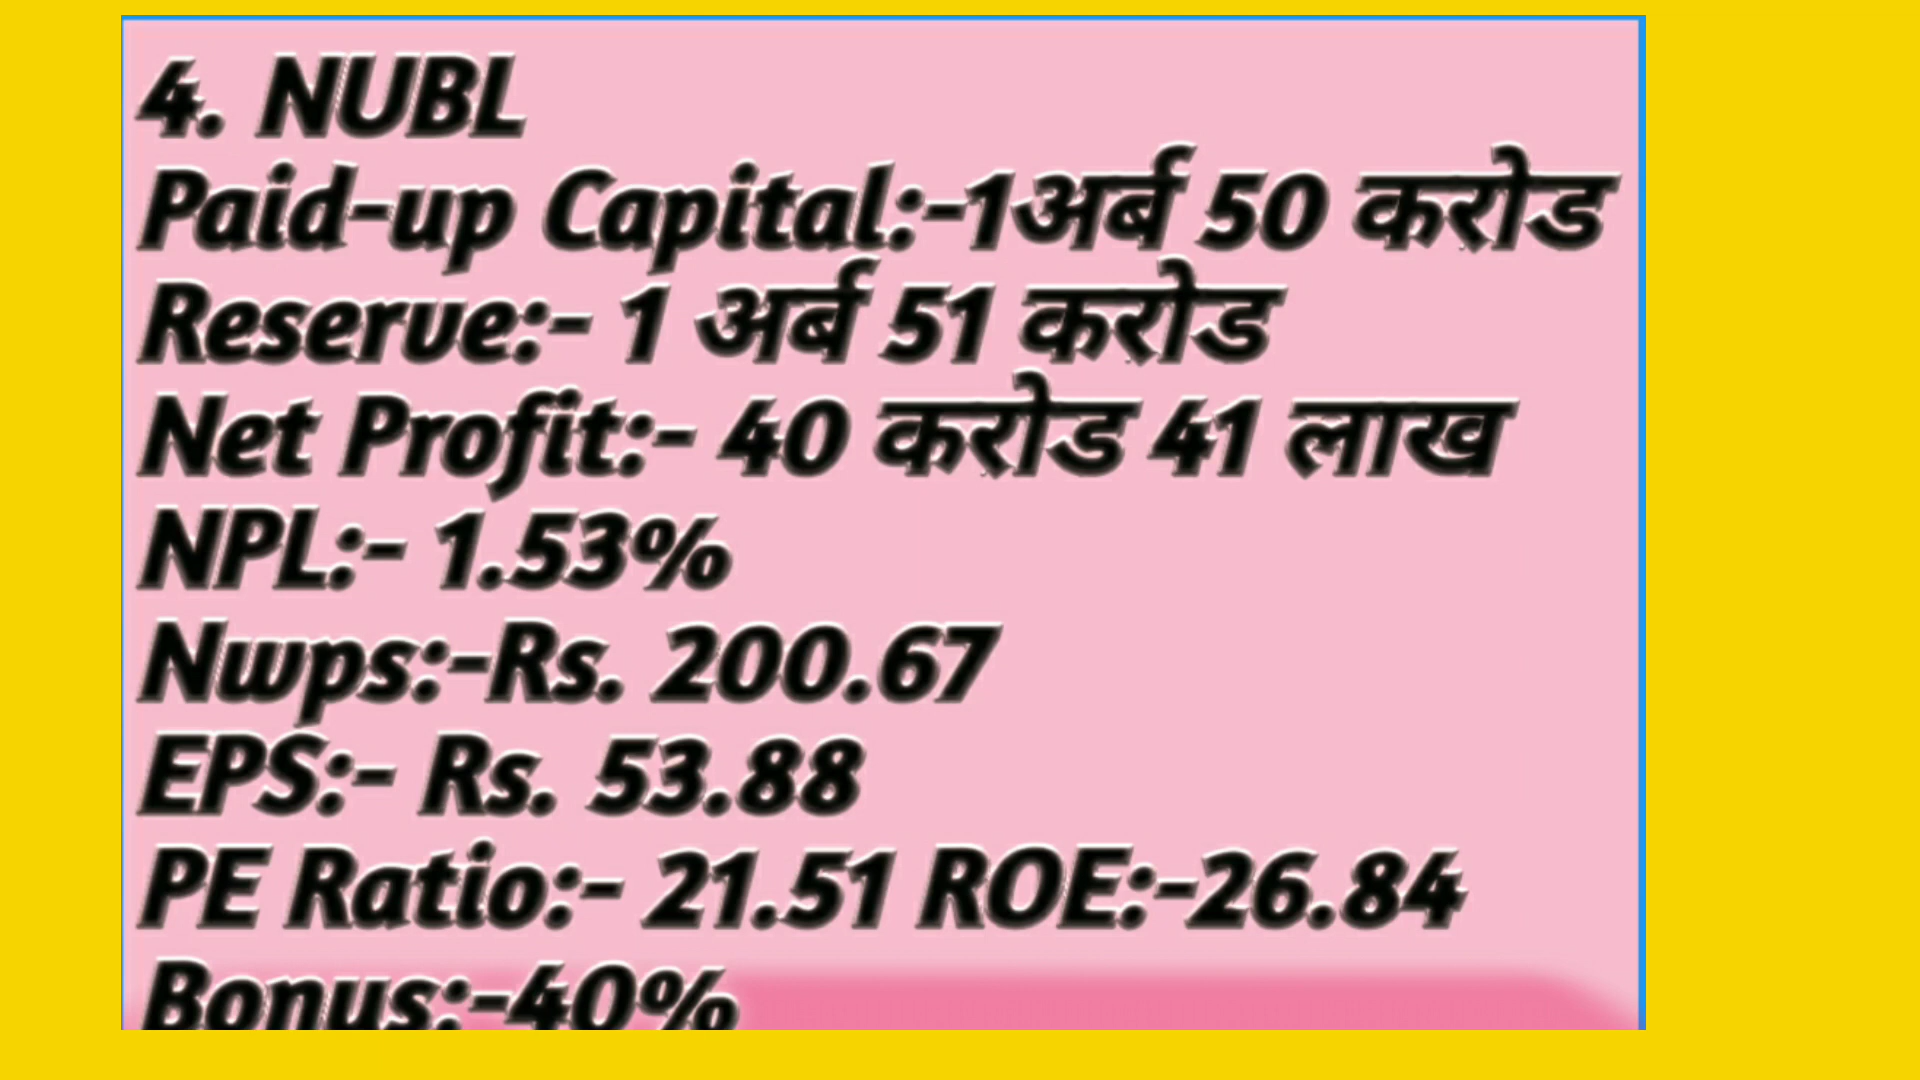 4. NUBL
Paid-up Capital:-1अर्ब 50 करोड
Reserve:- 1 अर्ब 51 करोड
Net Profit:- 40 करोड 41 लाख
NPL:- 1.53%
Nwps:-Rs. 200.67
EPS:- Rs. 53.88
PE Ratio:- 21.51 ROE:-26.84
Bonus:-40%